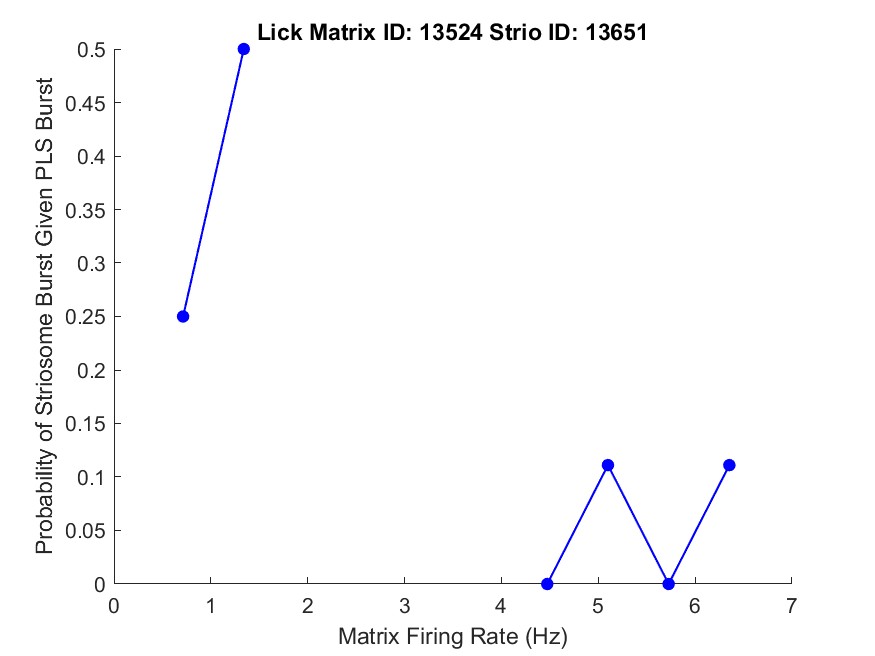 Lick Matrix ID: 13524 Strio ID: 13651
Probability of Striosome Burst Given PLS Burst
0.5
0.45
0.4
0.35
0.3
0.25
0.2
0.15
0.1
0.05
0
0 1 2 3 4 5 6 7
Matrix Firing Rate (Hz)